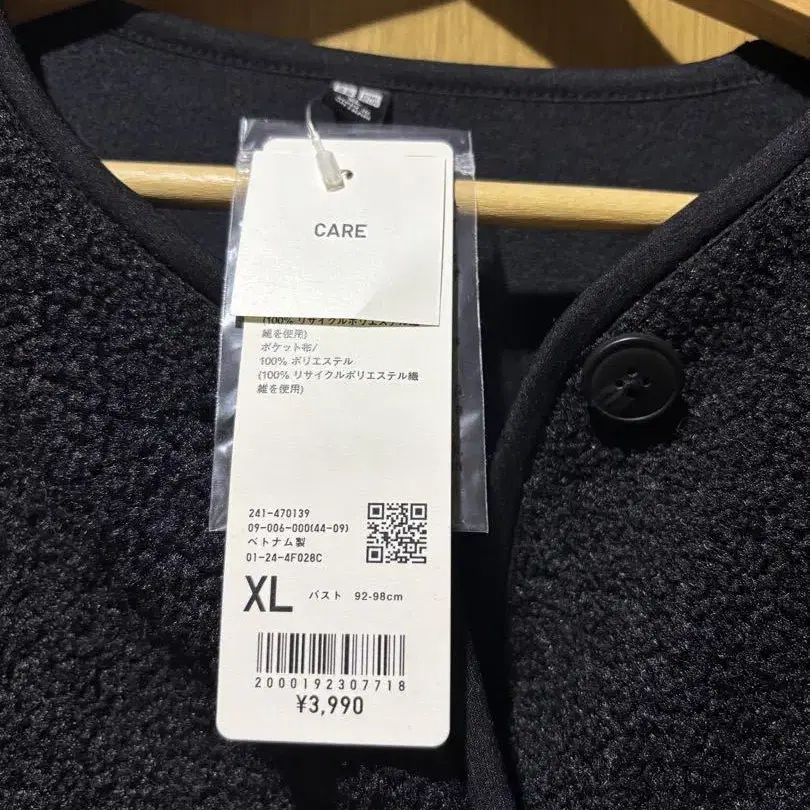 CARE
(100% リサイクルポリエステル繊
維を使用)
ポケット布/
100% ポリエステル
(100% リサイクルポリエステル繊
維を使用)
241-470139
09-006-000(44-09)
ベトナム製
01-24-4F028C
XL バスト 92-98cm
2000192307718
¥3,990